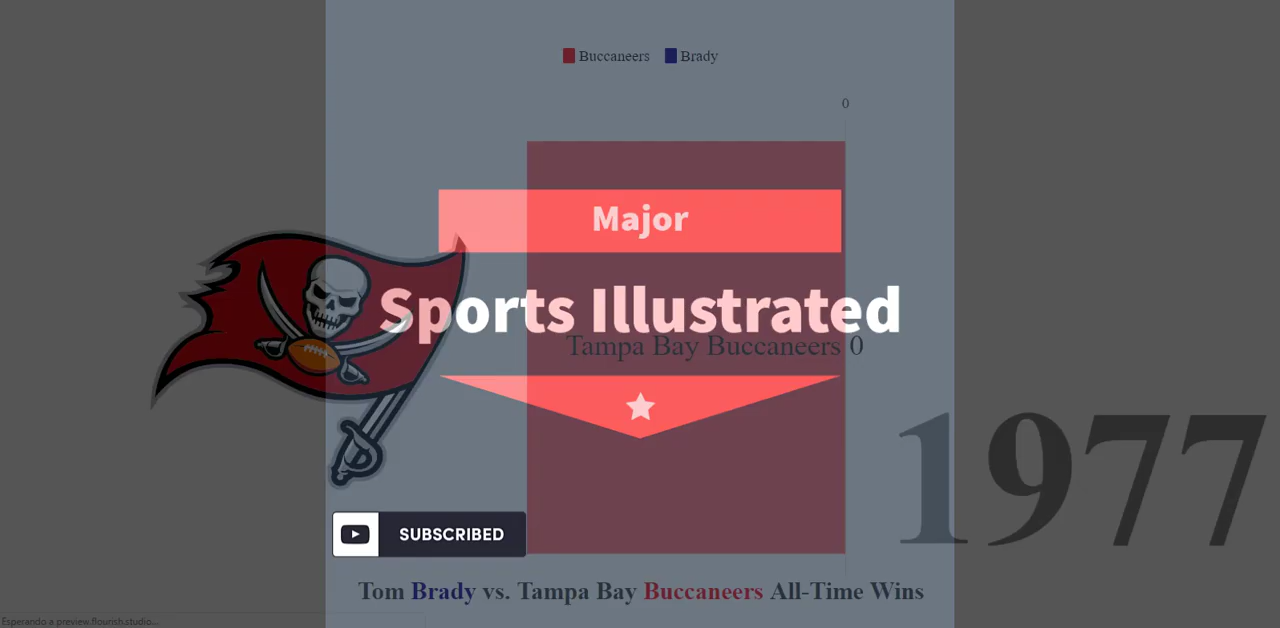 Buccaneers Brady
0
Major
Sports Illustrated
Tampa Bay Buccaneers 0
1977
SUBSCRIBED
Tom Brady vs. Tampa Bay Buccaneers All-Time Wins
Esperando a preview.flourish.studio...